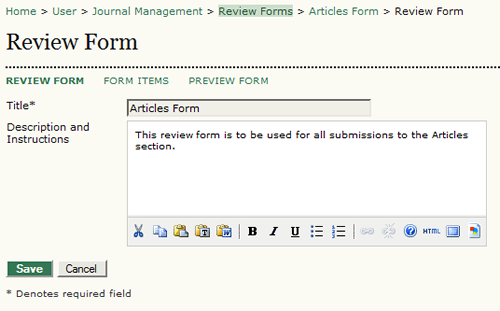 Home > User > Journal Management > Review Forms > Articles Form > Review Form
Review Form
REVIEW FORM FORM ITEMS PREVIEW FORM
Title* Articles Form
Description and
Instructions
This review form is to be used for all submissions to the Articles
section.
B I U HTML
Save Cancel
* Denotes required field